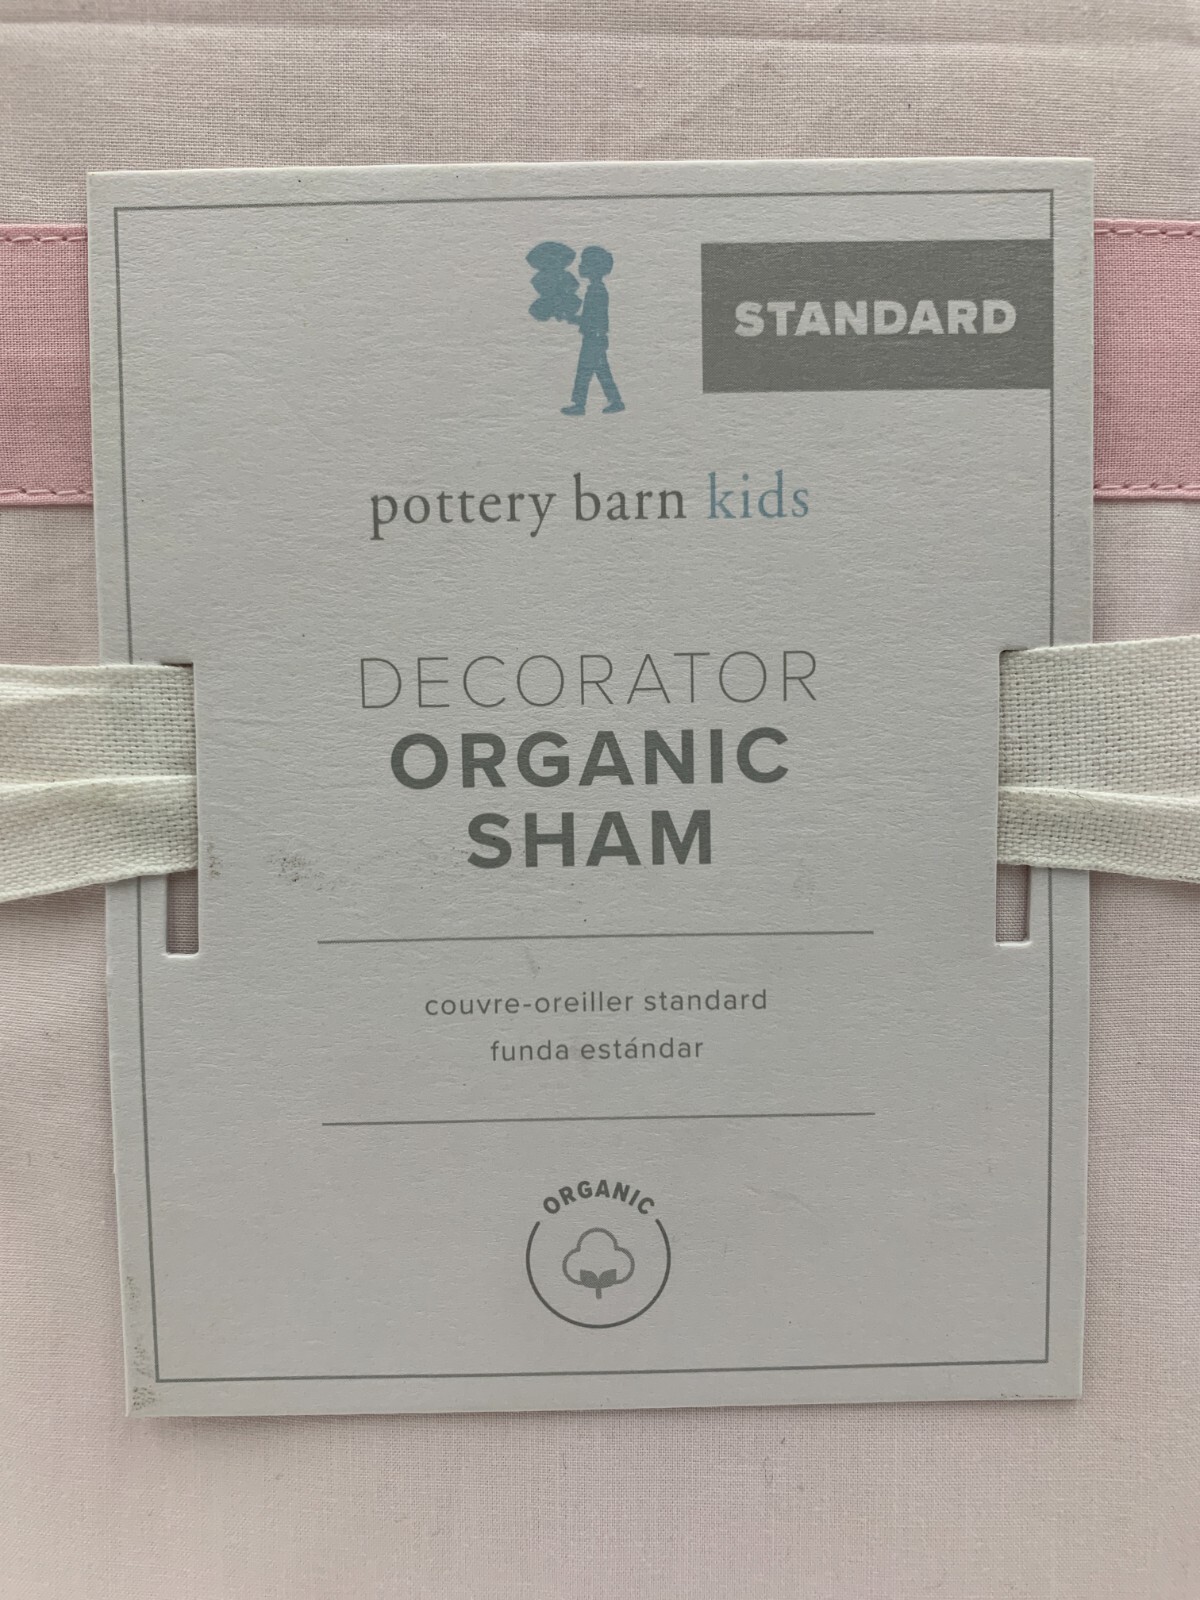 STANDARD
pottery barn kids
DECORATOR
ORGANIC
SHAM
couvre-oreiller standard
funda estándar
ORGANIC